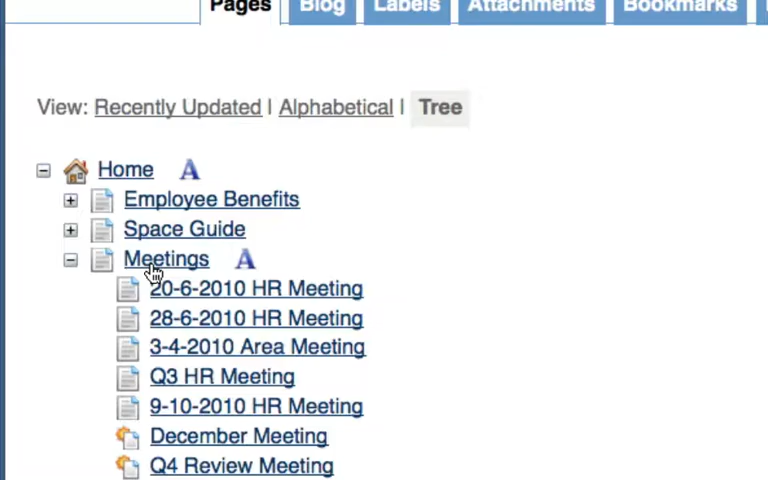 Pages Blog Labels Attachments Bookmarks
View: Recently Updated | Alphabetical | Tree
Home A
Employee Benefits
Space Guide
Meetings A
20-6-2010 HR Meeting
28-6-2010 HR Meeting
3-4-2010 Area Meeting
Q3 HR Meeting
9-10-2010 HR Meeting
December Meeting
Q4 Review Meeting